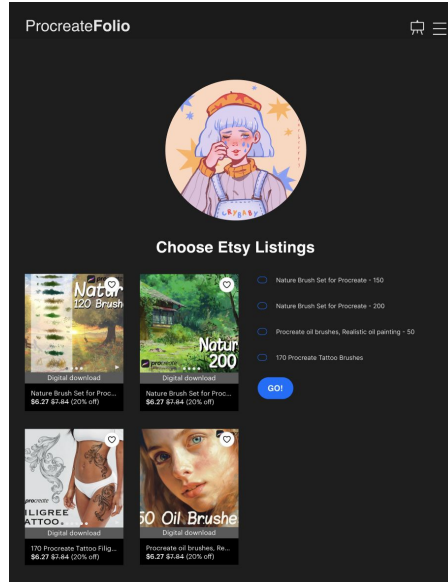 ProcreateFolio
CRYBABY
Choose Etsy Listings
procreate
Natur
120 Brush
Digital download
Nature Brush Set for Proc...
$6.27 $7.84 (20% off)
Natur
200
procreate
Digital download
Nature Brush Set for Proc...
$6.27 $7.84 (20% off)
Nature Brush Set for Procreate - 150
Nature Brush Set for Procreate - 200
Procreate oil brushes, Realistic oil painting - 50
170 Procreate Tattoo Brushes
GO!
procreate
ILIGREE
ATTOO
Digital download
170 Procreate Tattoo Filig...
$6.27 $7.84 (20% off)
50 Oil Brushe
Digital download
Procreate oil brushes, Re...
$6.27 $7.84 (20% off)